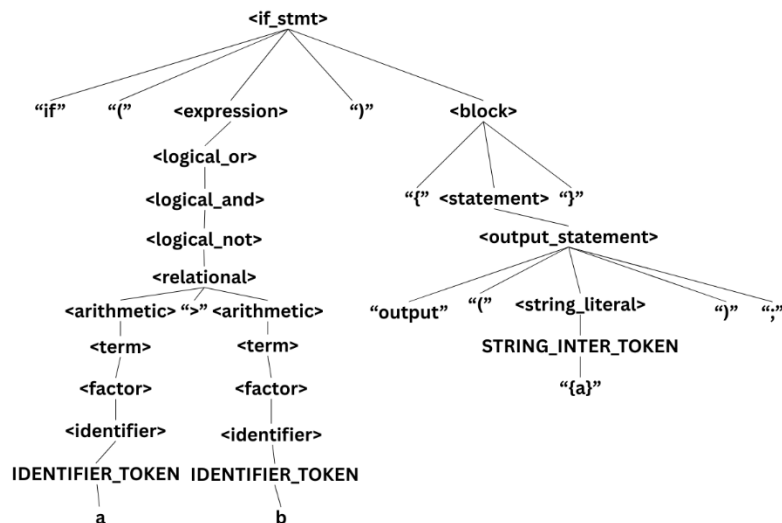 <if_stmt>
“if” “(” <expression> “)” <block>
<logical_or>
“{” <statement> “}”
<logical_and>
<logical_not> <output_statement>
<relational>
<arithmetic> “>” <arithmetic> “output” “(” <string_literal> “)” “;”
<term> <term> STRING_INTER_TOKEN
<factor> <factor> “{a}”
<identifier> <identifier>
IDENTIFIER_TOKEN IDENTIFIER_TOKEN
a b